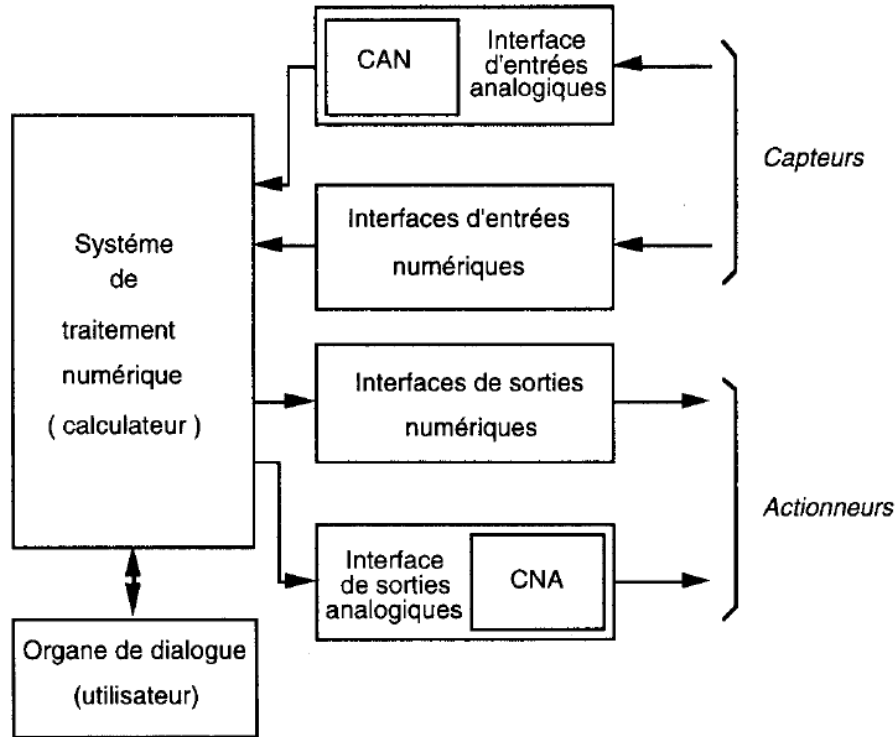 CAN
Interface
d'entrées
analogiques
Capteurs
Interfaces d'entrées
numériques
Systéme
de
traitement
numérique
( calculateur )
Interfaces de sorties
numériques
Actionneurs
Interface
de sorties
analogiques
CNA
Organe de dialogue
(utilisateur)